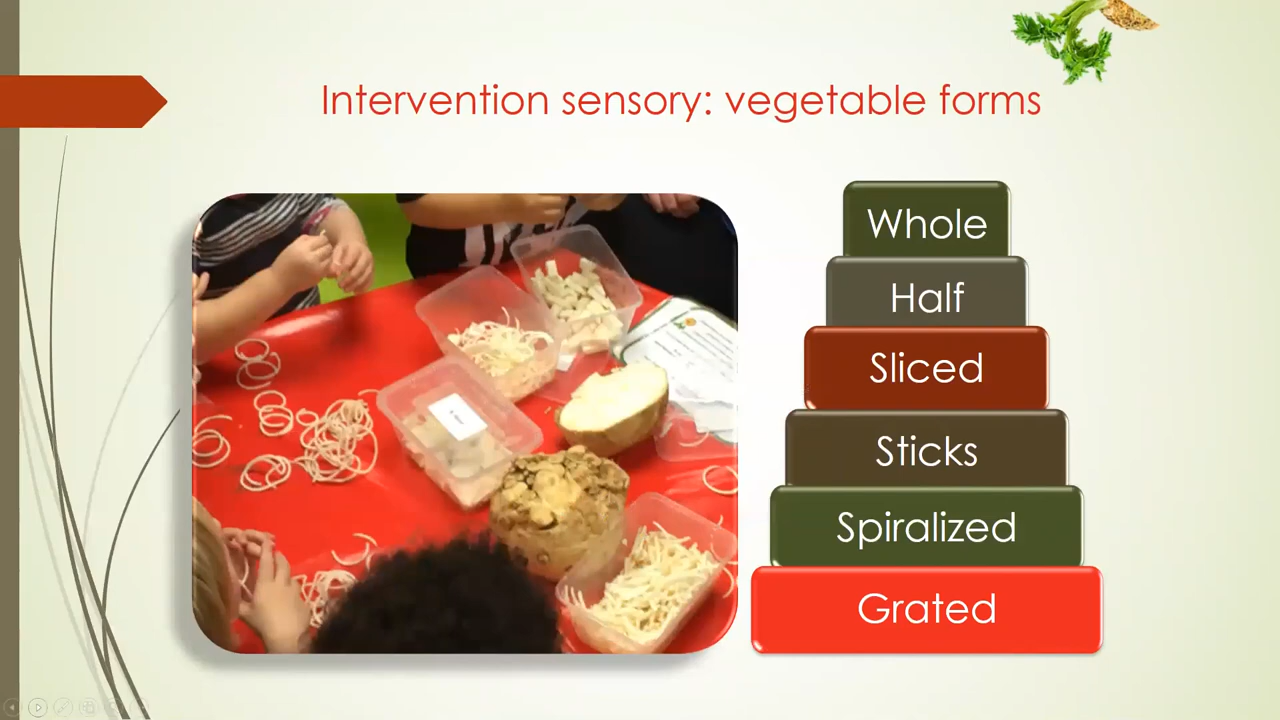 Intervention sensory: vegetable forms
Whole
Half
Sliced
Sticks
Spiralized
Grated